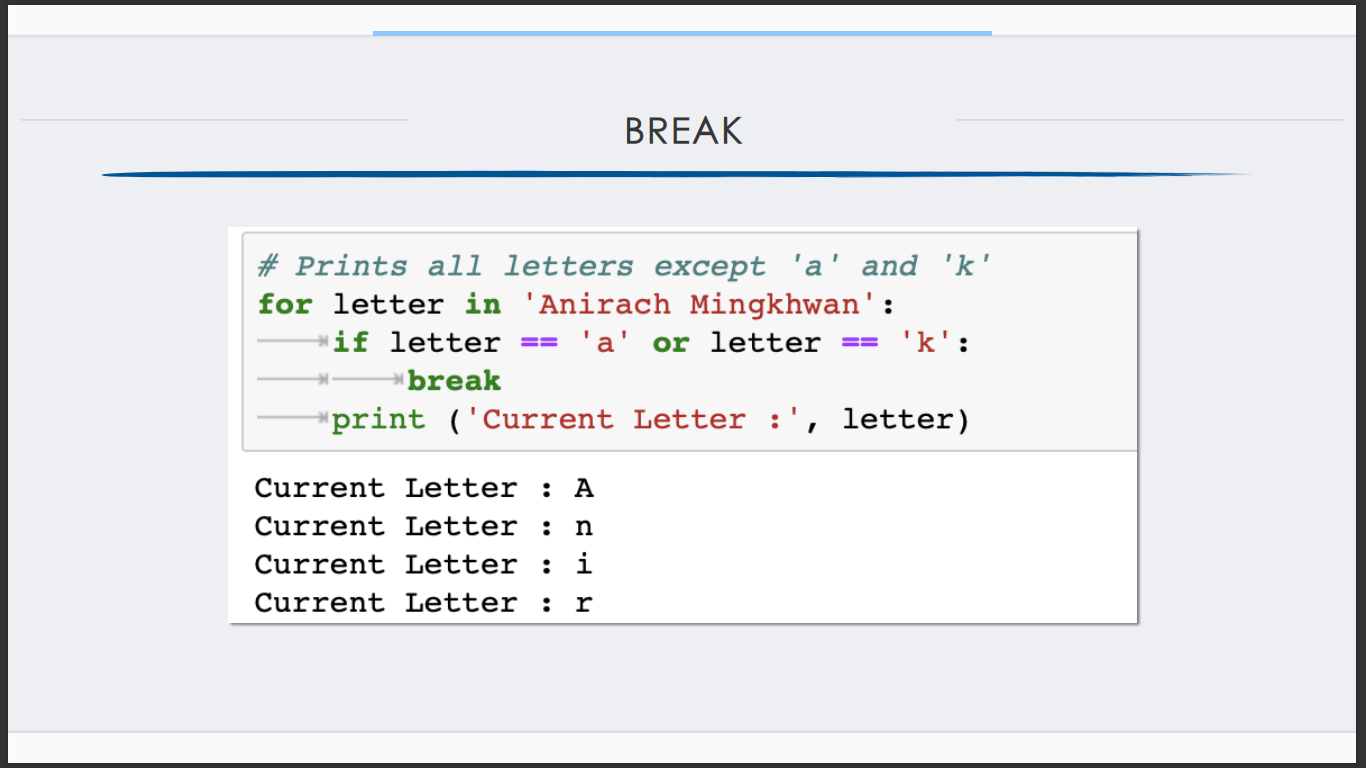 BREAK
# Prints all letters except 'a' and 'k'
for letter in 'Anirach Mingkhwan':
if letter == 'a' or letter == 'k':
break
print ('Current Letter :', letter)
Current Letter : A
Current Letter : n
Current Letter : i
Current Letter : r